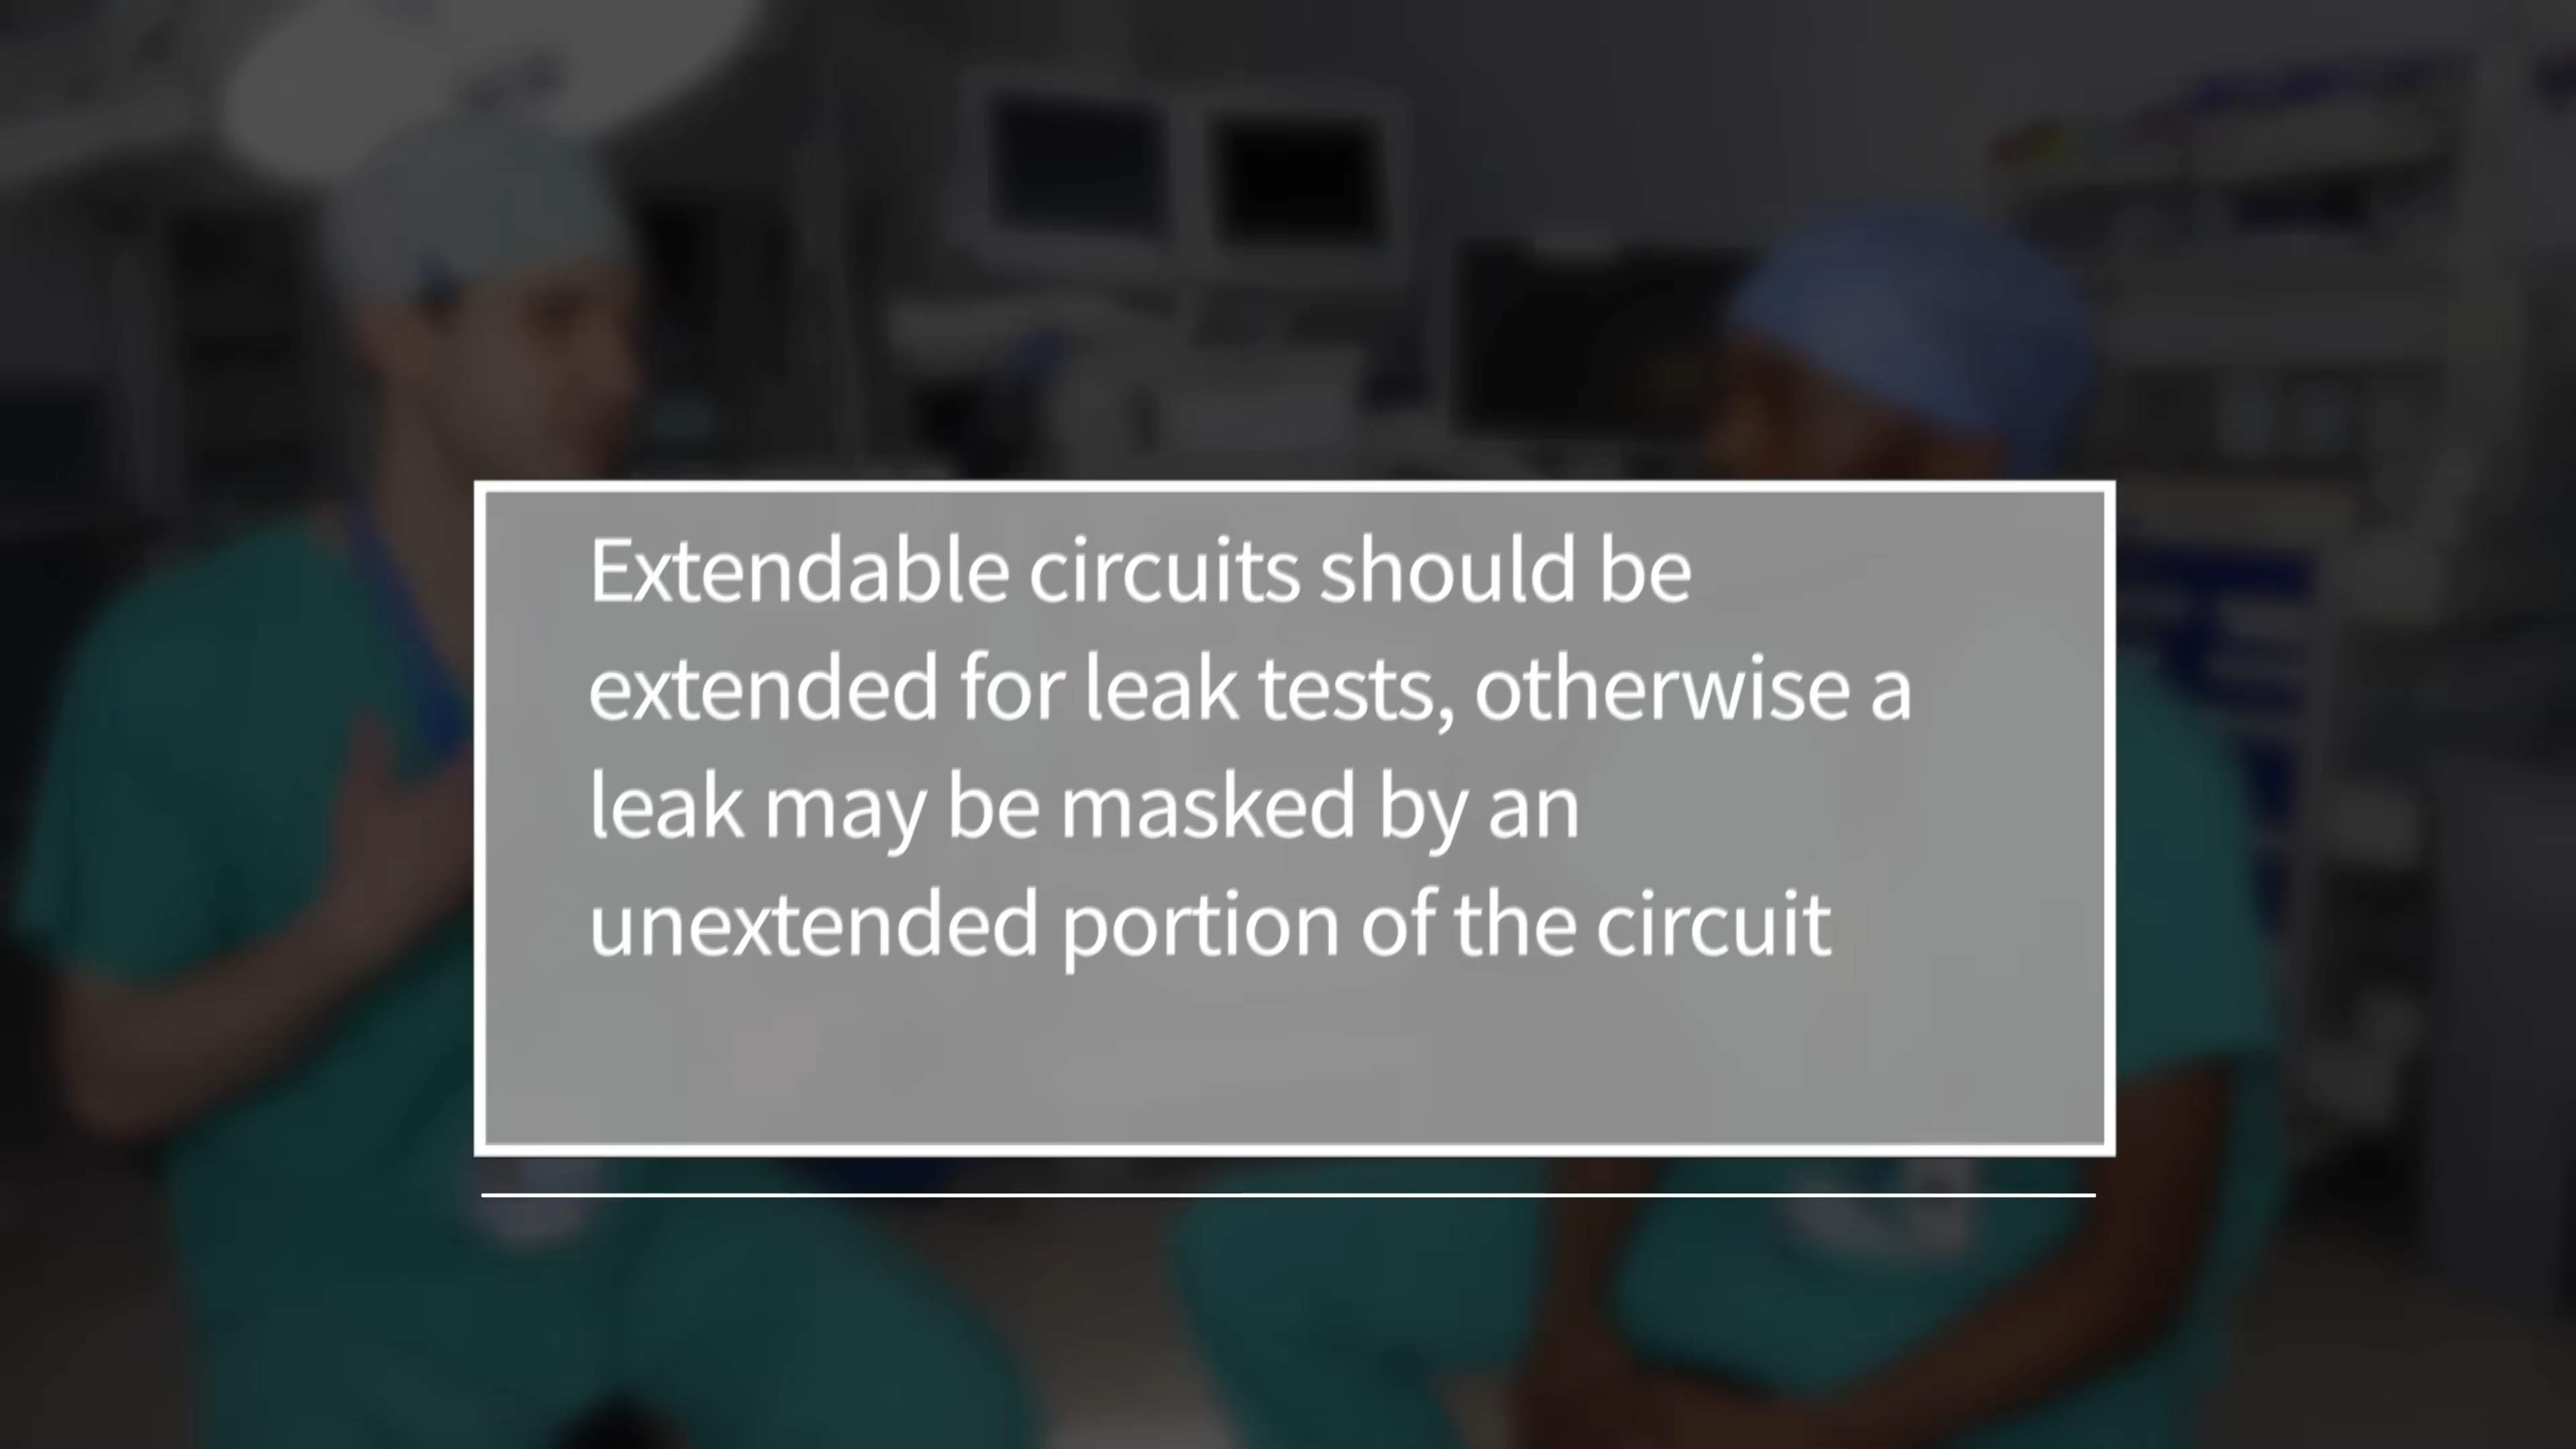 Extendable circuits should be
extended for leak tests, otherwise a
leak may be masked by an
unextended portion of the circuit